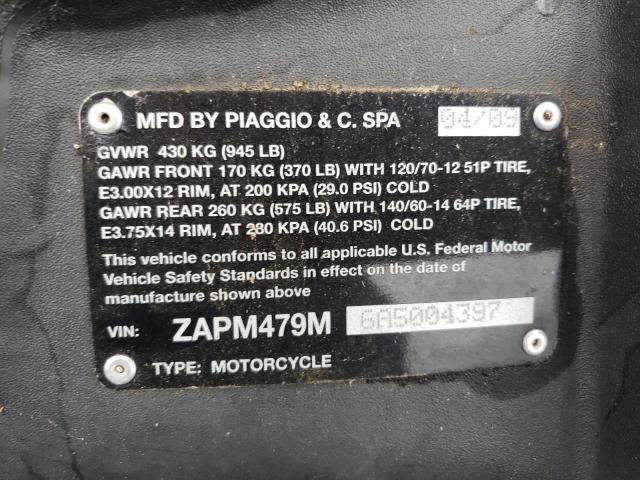 MFD BY PIAGGIO & C. SPA 04/09
GVWR 430 KG (945 LB)
GAWR FRONT 170 KG (370 LB) WITH 120/70-12 51P TIRE,
E3.00X12 RIM, AT 200 KPA (29.0 PSI) COLD
GAWR REAR 260 KG (575 LB) WITH 140/60-14 64P TIRE,
E3.75X14 RIM, AT 280 KPA (40.6 PSI) COLD
This vehicle conforms to all applicable U.S. Federal Motor
Vehicle Safety Standards in effect on the date of
manufacture shown above
VIN: ZAPM479M 6A5004397
TYPE: MOTORCYCLE